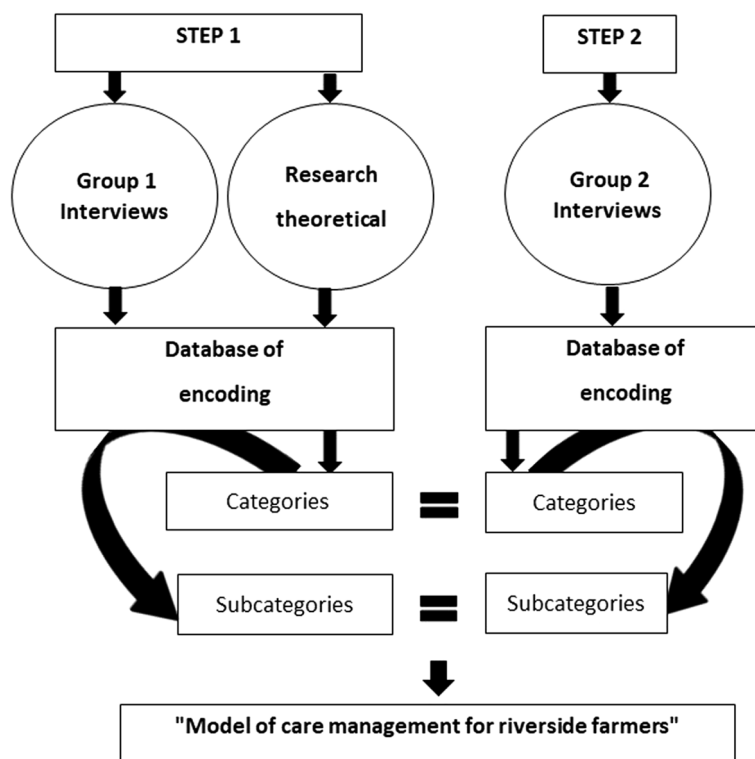 STEP 1
STEP 2
Group 1
Interviews
Research
theoretical
Group 2
Interviews
Database of
encoding
Database of
encoding
Categories
=
Categories
Subcategories
=
Subcategories
"Model of care management for riverside farmers"